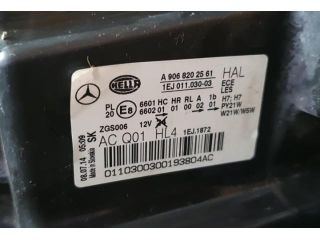 HELLA
A 906 820 25 61
HAL
1EJ 011.030-03
ECE
LES
PL
20
E8
6601 HC HR RL A 1b
6602 01 01 00 02 01
H7; H7
PY21W
W21W/W5W
ZGS006
12V
AC Q01 HL4
1EJ.1872
08.07.14 05:09
Made in Slovakia
SK
0110300300193804AC